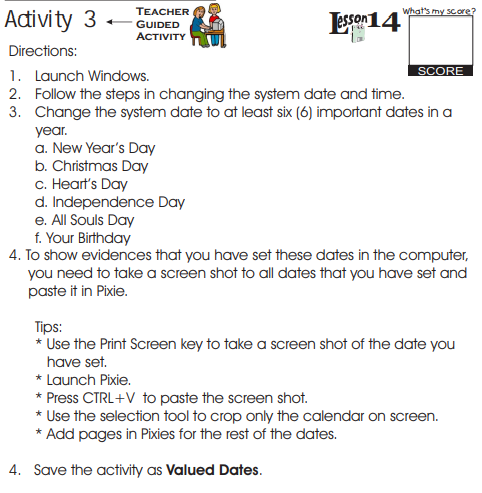 Activity 3 ← TEACHER GUIDED ACTIVITY
Lesson 14
What's my score?
SCORE
Directions:
1. Launch Windows.
2. Follow the steps in changing the system date and time.
3. Change the system date to at least six (6) important dates in a
year.
a. New Year's Day
b. Christmas Day
c. Heart's Day
d. Independence Day
e. All Souls Day
f. Your Birthday
4. To show evidences that you have set these dates in the computer,
you need to take a screen shot to all dates that you have set and
paste it in Pixie.
Tips:
* Use the Print Screen key to take a screen shot of the date you
have set.
* Launch Pixie.
* Press CTRL+V to paste the screen shot.
* Use the selection tool to crop only the calendar on screen.
* Add pages in Pixies for the rest of the dates.
4. Save the activity as Valued Dates.